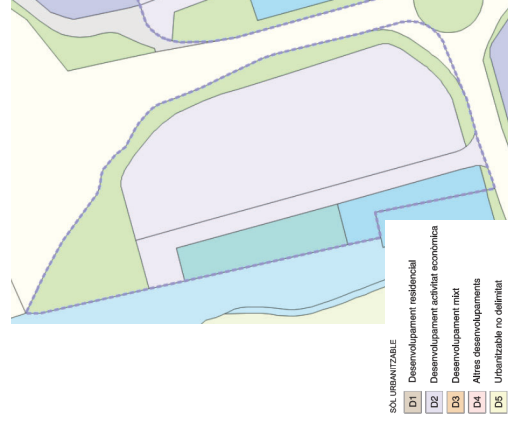 SÒL URBANITZABLE
D1 Desenvolupament residencial
D2 Desenvolupament activitat econòmica
D3 Desenvolupament mixt
D4 Altres desenvolupaments
D5 Urbanitzable no delimitat